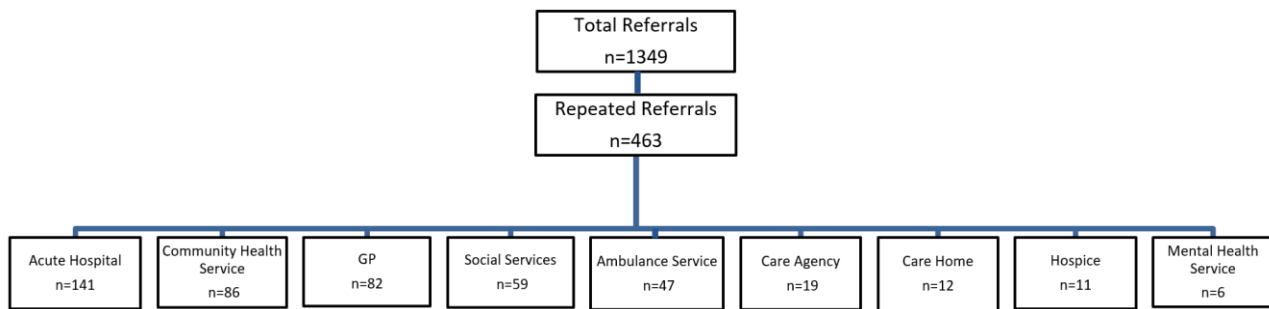 Total Referrals
n=1349
Repeated Referrals
n=463
Acute Hospital
n=141
Community Health
Service
n=86
GP
n=82
Social Services
n=59
Ambulance Service
n=47
Care Agency
n=19
Care Home
n=12
Hospice
n=11
Mental Health
Service
n=6